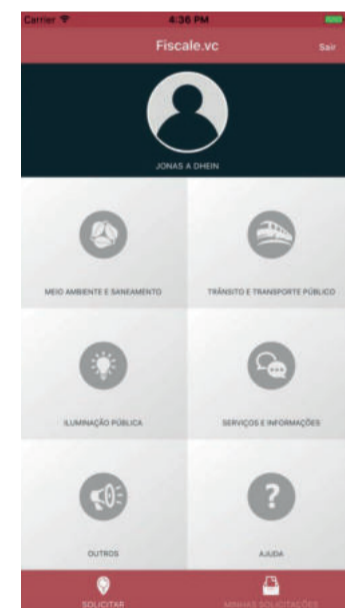 Carrier 4:36 PM
Fiscale.vc Sair
JONAS A DHEIN
MEIO AMBIENTE E SANEAMENTO TRÂNSITO E TRANSPORTE PÚBLICO
ILUMINAÇÃO PÚBLICA SERVIÇOS E INFORMAÇÕES
?
OUTROS AJUDA
SOLICITAR MINHAS SOLICITAÇÕES